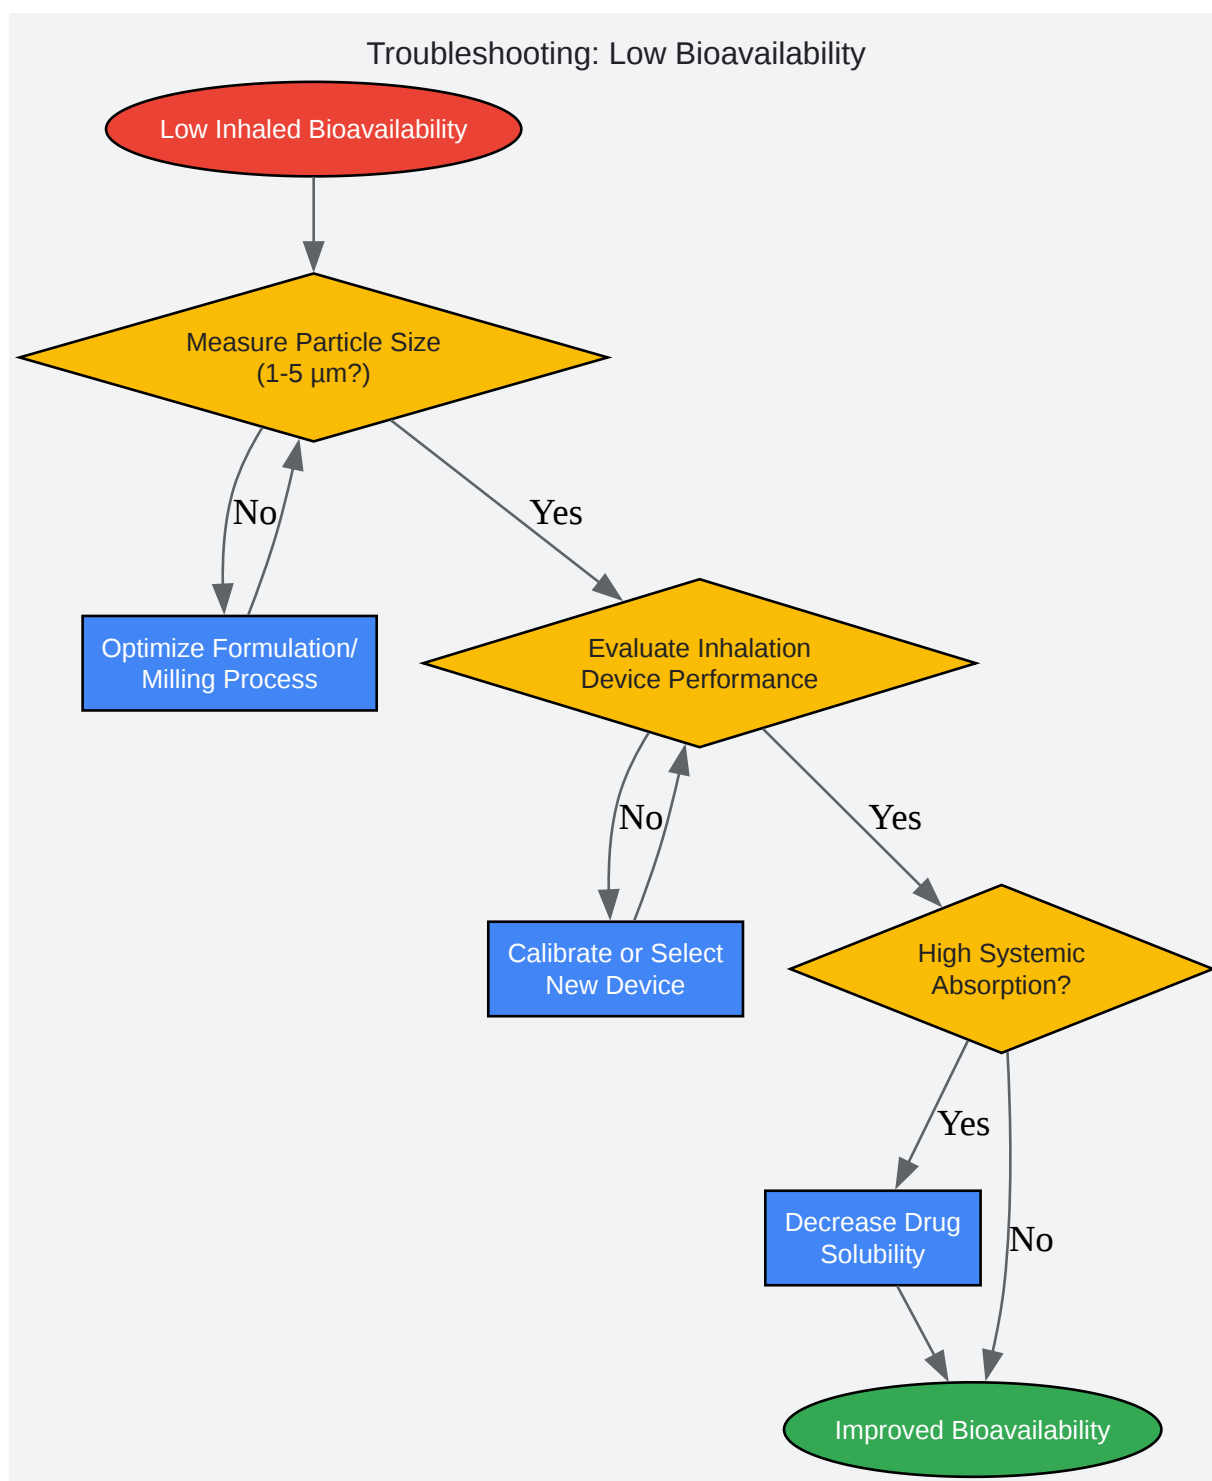 Troubleshooting: Low Bioavailability
Low Inhaled Bioavailability
Measure Particle Size
(1-5 µm?)
No
Yes
Optimize Formulation/
Milling Process
Evaluate Inhalation
Device Performance
No
Yes
Calibrate or Select
New Device
High Systemic
Absorption?
Yes
Decrease Drug
Solubility
No
Improved Bioavailability